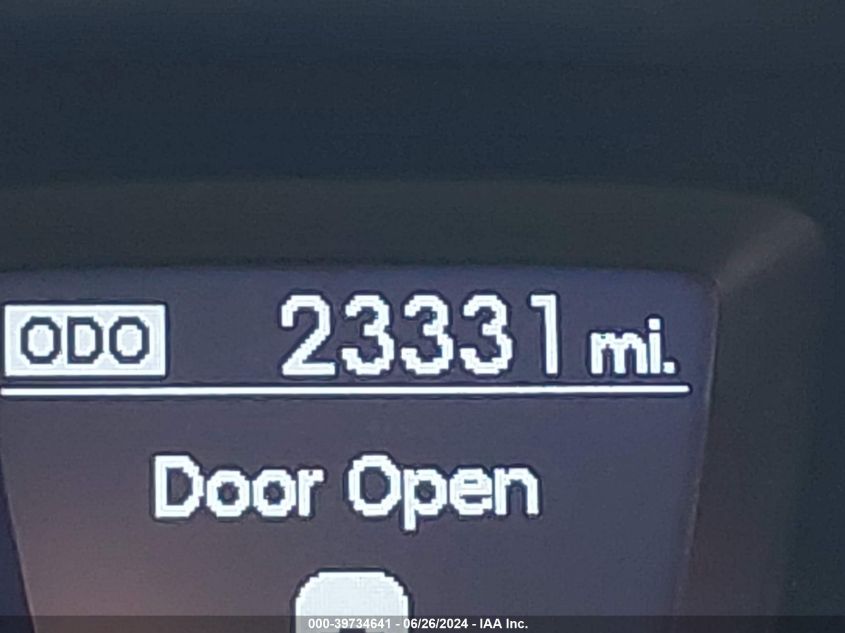 ODO 23331 mi.
Door Open
000-39734641 - 06/26/2024 - IAA Inc.